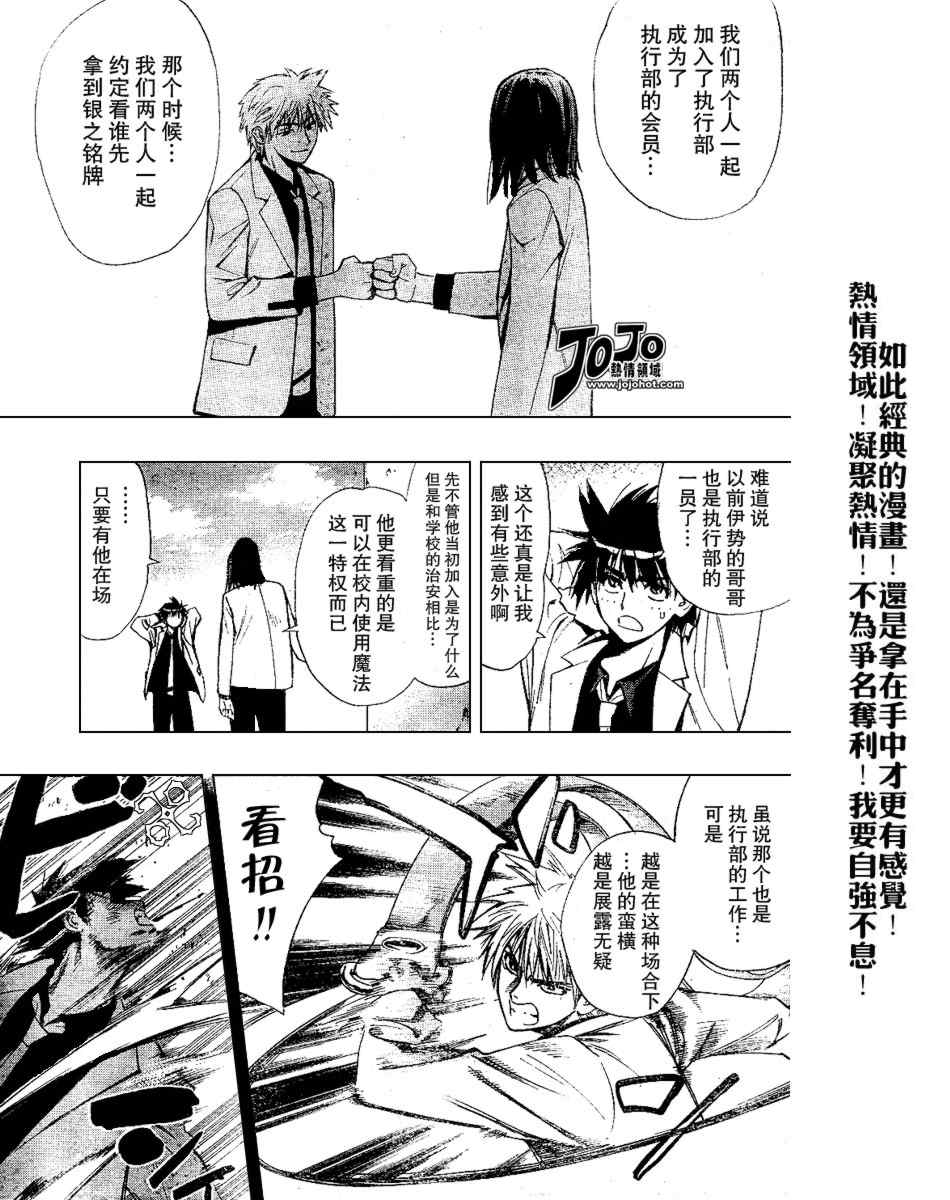 我们两个人一起
加入了执行部
成为了
执行部的会员…
那个时候…
我们两个人一起
约定看谁先
拿到银之铭牌
JOJO
熱情領域
www.jojohot.com
难道说
以前伊势的哥哥
也是执行部的
一员了…
这个还真是让我
感到有些意外啊
先不管他当初加入是为了什么
但是和学校的治安相比…
他更看重的是
可以在校内使用魔法
这一特权而已
……
只要有他在场
虽说那个也是
执行部的工作…
可是
越是在这种场合下
…他的蛮横
越是展露无疑
看招!!
如此經典的漫畫！還是拿在手中才更有感覺！
熱情領域！凝聚熱情！不為爭名奪利！我要自強不息！